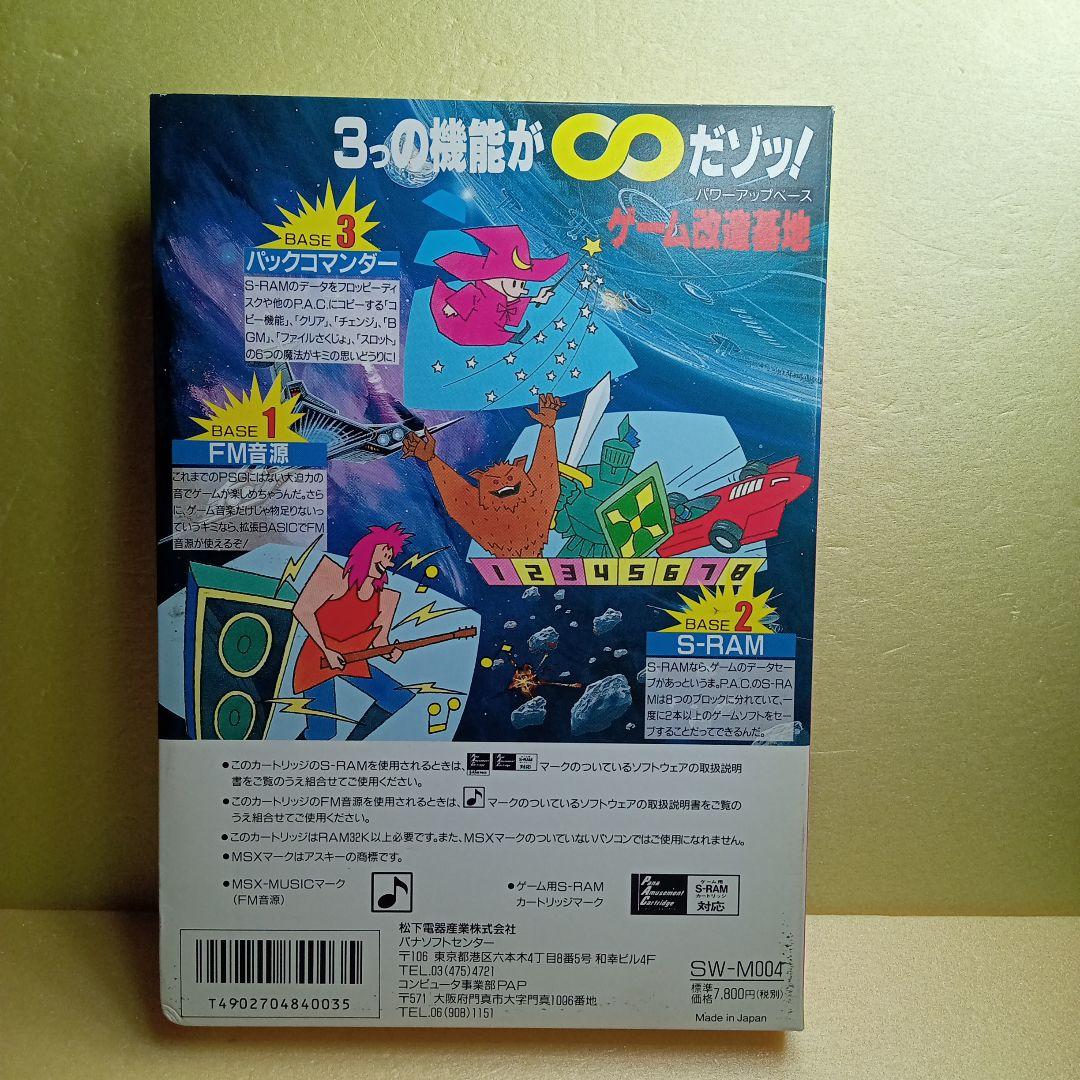 3つの機能が∞だゾッ!
パワーアップベース
ゲーム改造基地
BASE 3
パックコマンダー
S-RAMのデータをフロッピーディ
スクや他のP.A.C.にコピーする「コ
ピー機能」、「クリア」、「チェンジ」、「B
GM」、「ファイルさくじょ」、「スロット」
の6つの魔法がキミの思いどうりに!
BASE 1
FM音源
これまでのPSGにはない大迫力の
音でゲームが楽しめちゃうんだ。さら
に、ゲーム音楽だけじゃ物足りないっ
ていうキミなら、拡張BASICでFM
音源が使えるぞ!
1 2 3 4 5 6 7 8
BASE 2
S-RAM
S-RAMなら、ゲームのデータセー
ブがあっというま。P.A.C.のS-RA
Mは8つのブロックに分れていて、一
度に2本以上のゲームソフトをセー
ブすることだってできるんだ。
●このカートリッジのS-RAMを使用されるときは、 S-RAM 対応 マークのついているソフトウェアの取扱説明
書をご覧のうえ組合せてご使用ください。
●このカートリッジのFM音源を使用されるときは、 マークのついているソフトウェアの取扱説明書をご覧の
うえ組合せてご使用ください。
●このカートリッジはRAM32K以上必要です。また、MSXマークのついていないパソコンではご使用になれません。
●MSXマークはアスキーの商標です。
●MSX-MUSICマーク
(FM音源)
●ゲーム用S-RAM
カートリッジマーク
Pana
Amusement
Cartridge
ゲーム用
S-RAM
カートリッジ
対応
松下電器産業株式会社
パナソフトセンター
〒106 東京都港区六本木4丁目8番5号 和幸ビル4F
TEL.03(475)4721
コンピュータ事業部PAP
〒571 大阪府門真市大字門真1006番地
TEL.06(908)1151
T4902704840035
SW-M004
標準
価格7,800円(税別)
Made in Japan